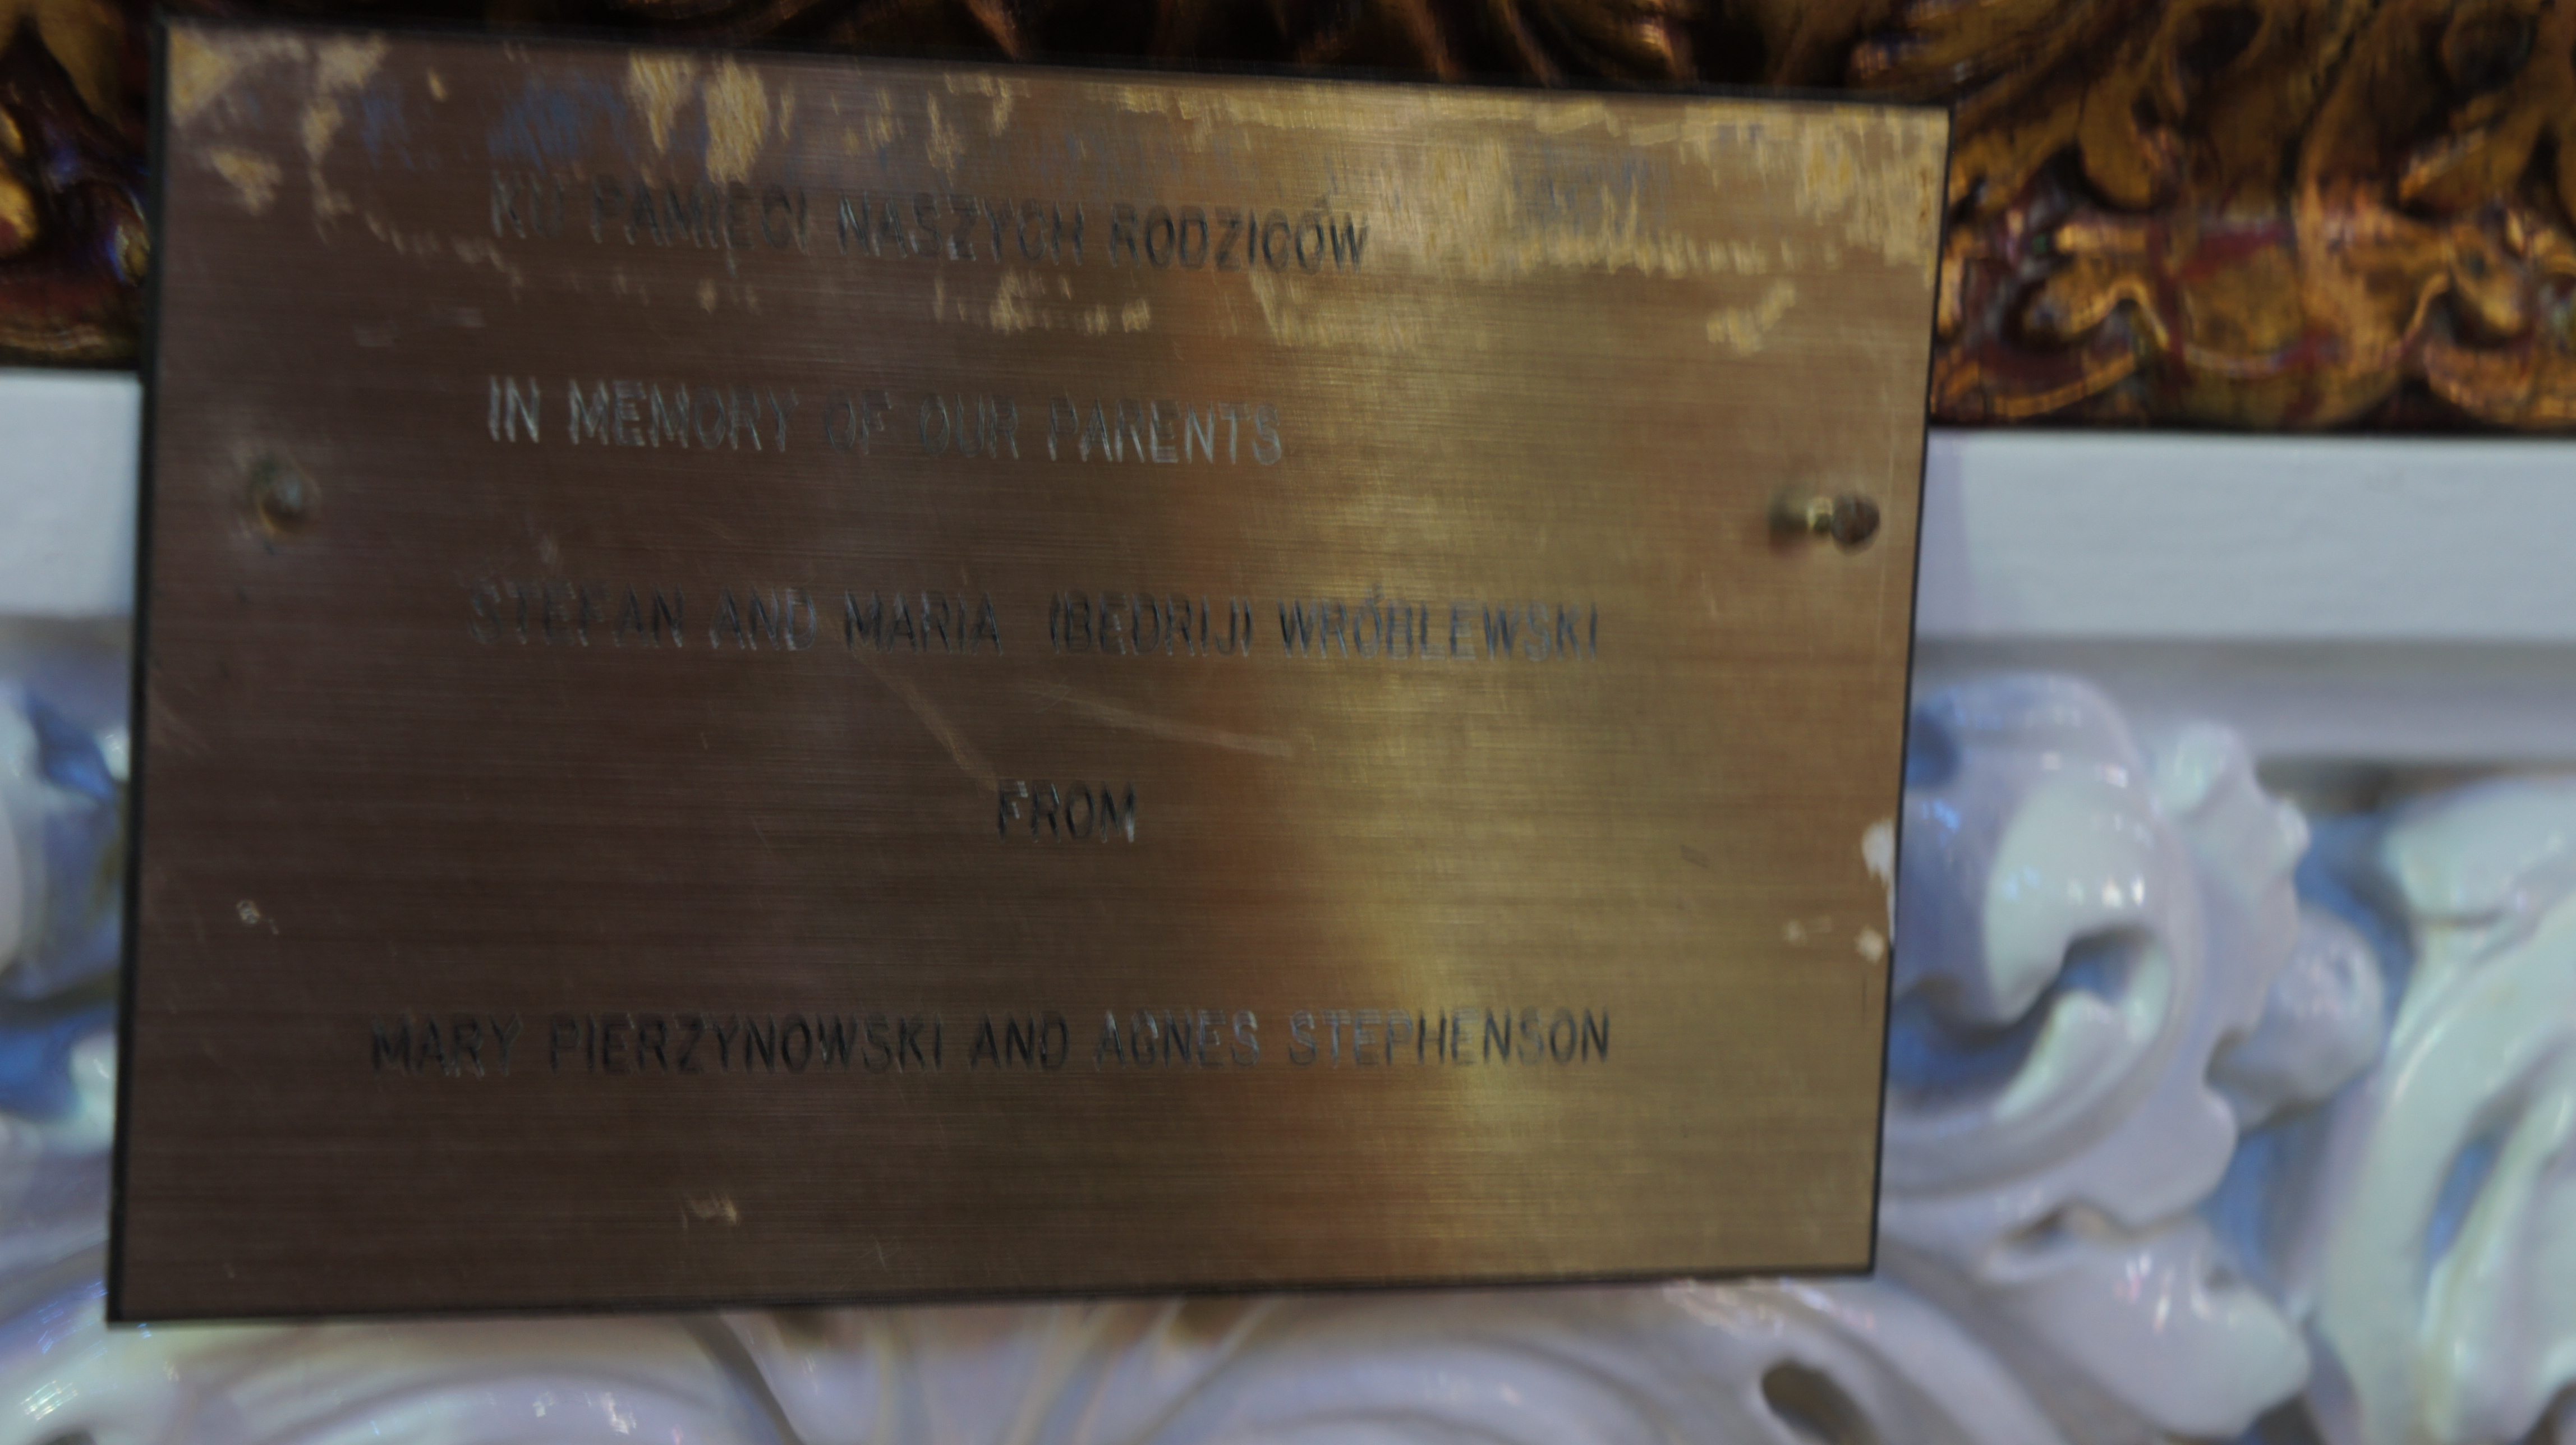 KU PAMIECI NASZYCH RODZICÓW
IN MEMORY OF OUR PARENTS
STEFAN AND MARIA (BEDRIJ) WRÓBLEWSKI
FROM
MARY PIERZYNOWSKI AND AGNES STEPHENSON